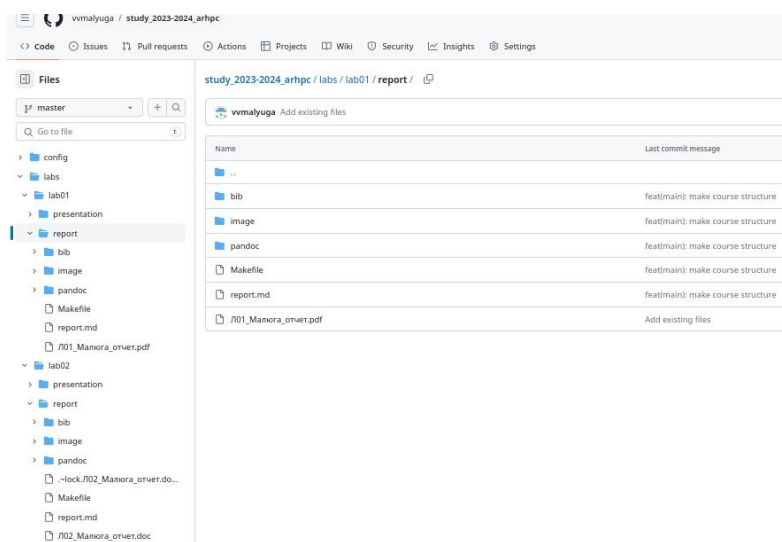 vvmalyuga / study_2023-2024_arhpc
<> Code Issues Pull requests Actions Projects Wiki Security Insights Settings
Files
master
Go to file t
config
labs
lab01
presentation
report
bib
image
pandoc
Makefile
report.md
Л01_Малюга_отчет.pdf
lab02
presentation
report
bib
image
pandoc
.~lock.Л02_Малюга_отчет.do...
Makefile
report.md
Л02_Малюга_отчет.doc
study_2023-2024_arhpc / labs / lab01 / report /
vvmalyuga Add existing files
Name Last commit message
..
bib feat(main): make course structure
image feat(main): make course structure
pandoc feat(main): make course structure
Makefile feat(main): make course structure
report.md feat(main): make course structure
Л01_Малюга_отчет.pdf Add existing files